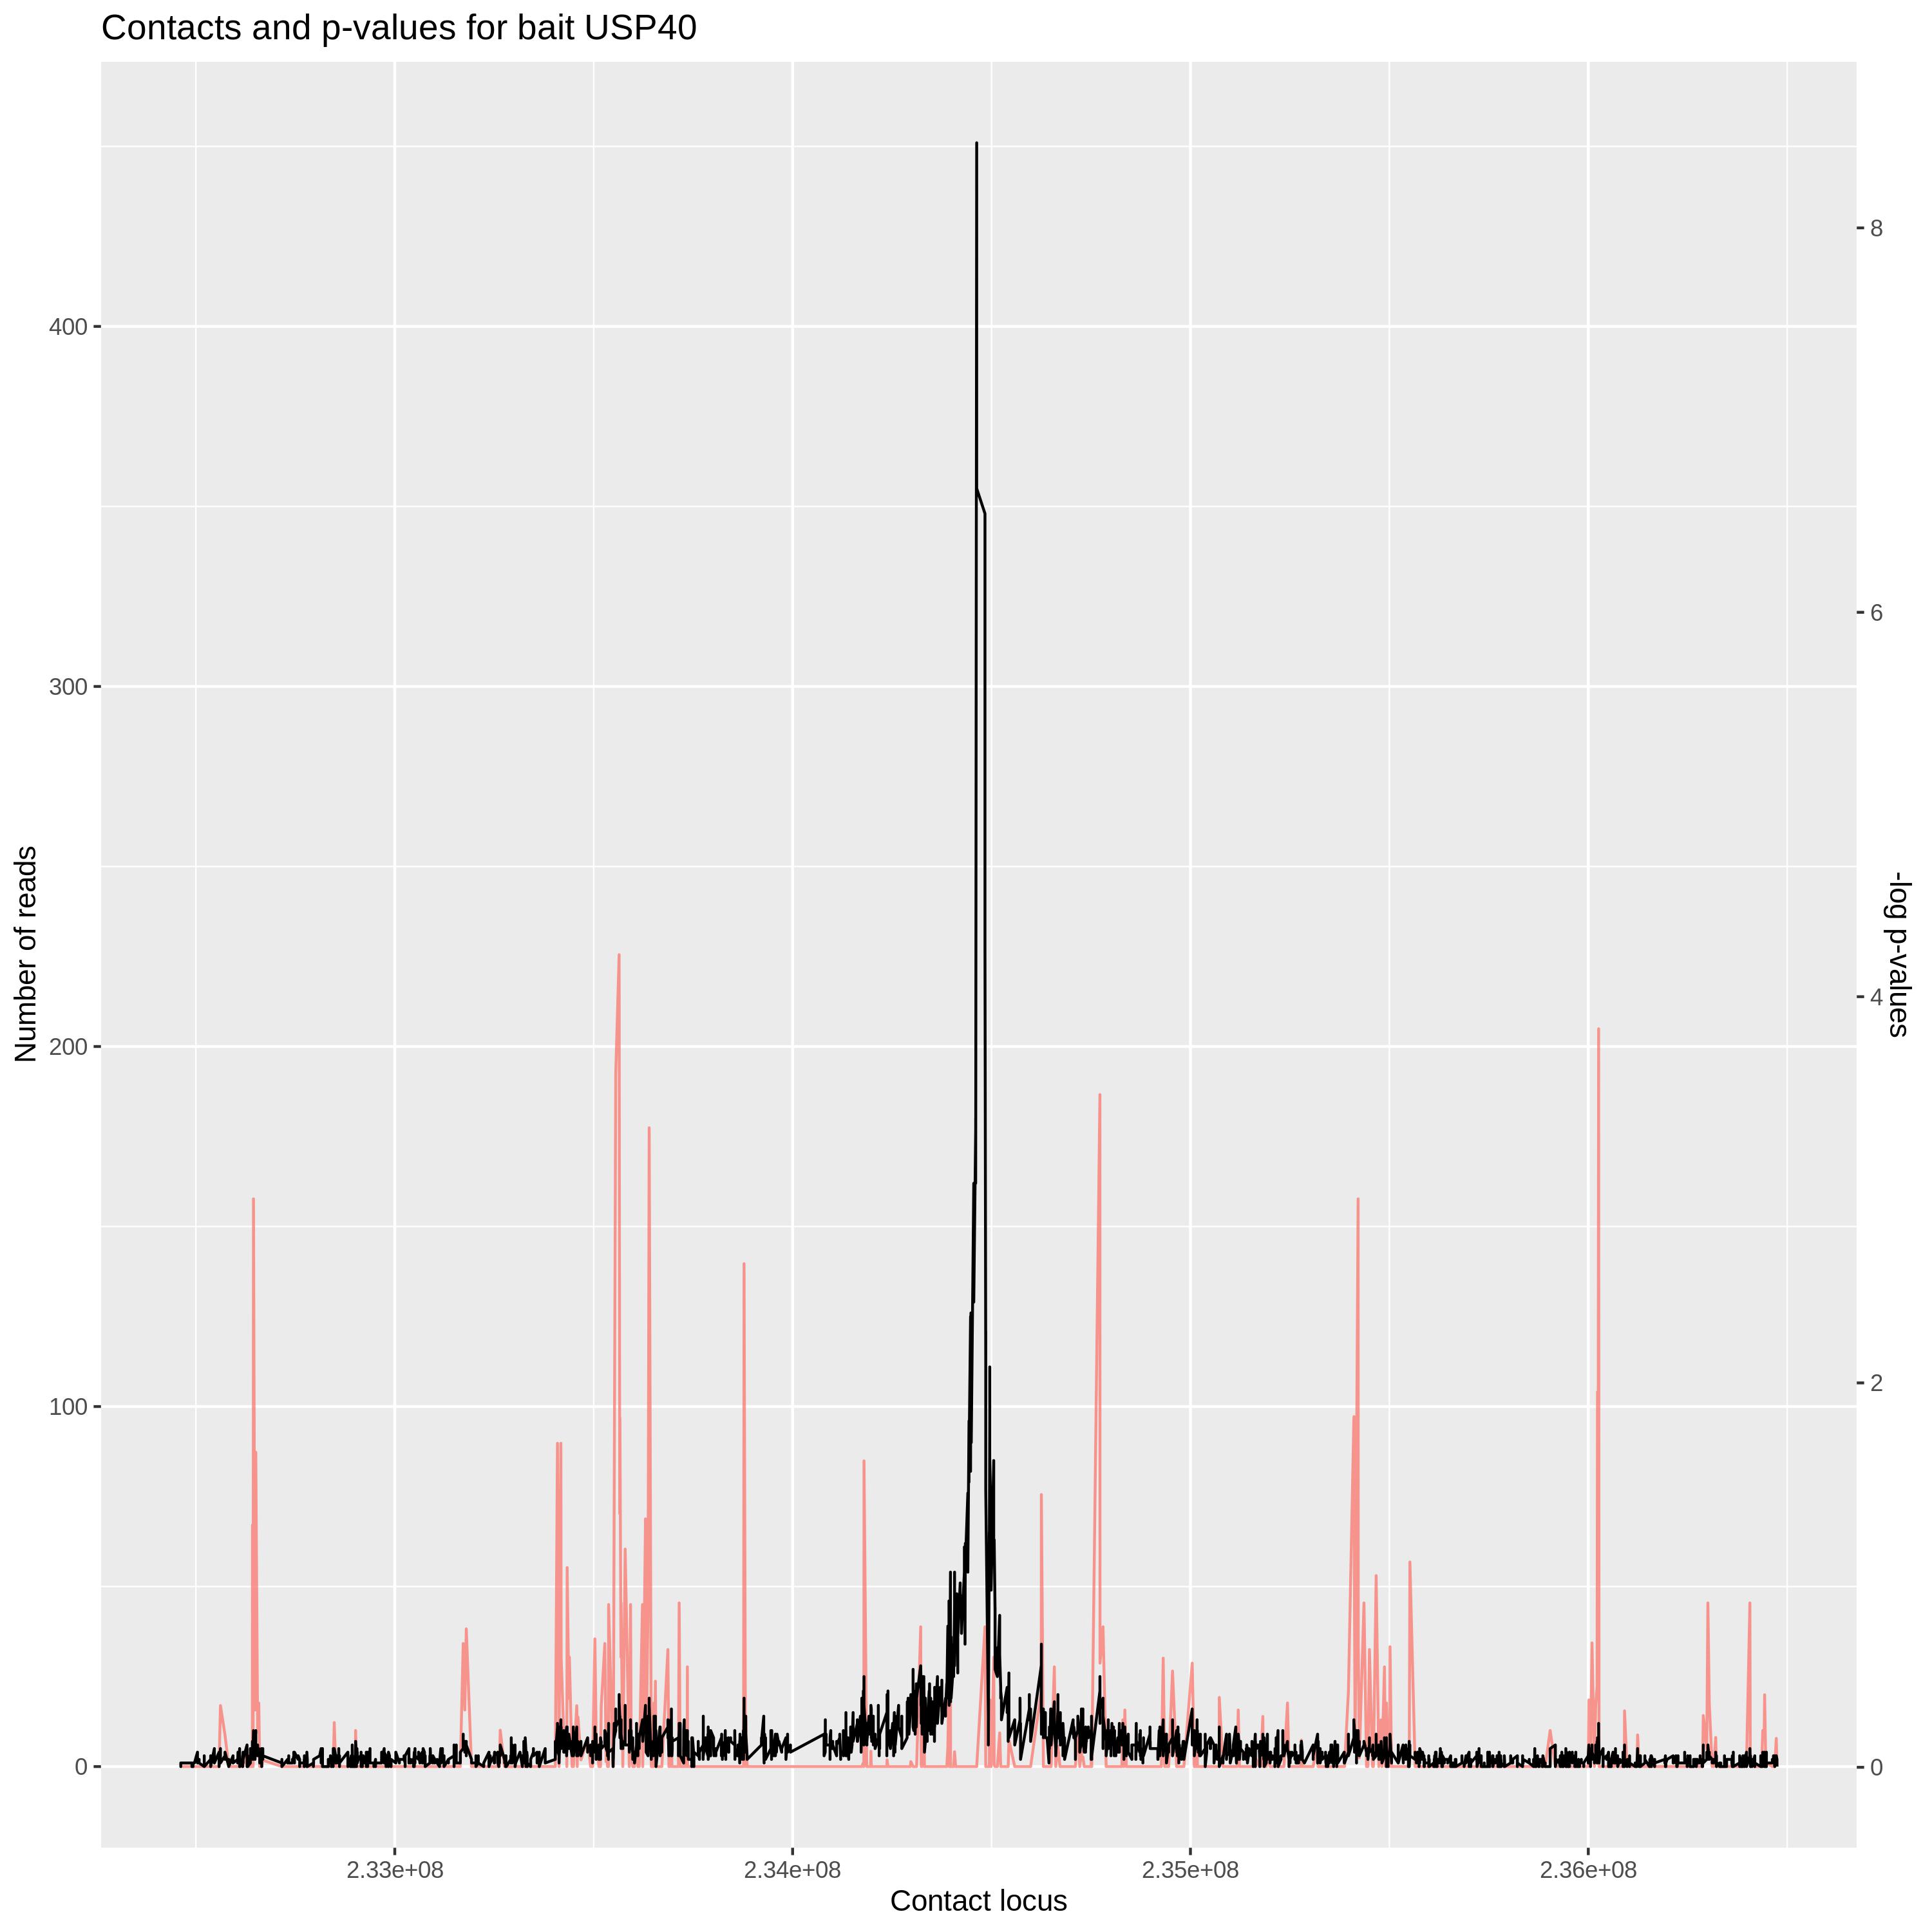 Contacts and p-values for bait USP40
Number of reads
400
300
200
100
0
8
6
4
2
0
-log p-values
2.33e+08
2.34e+08
2.35e+08
2.36e+08
Contact locus